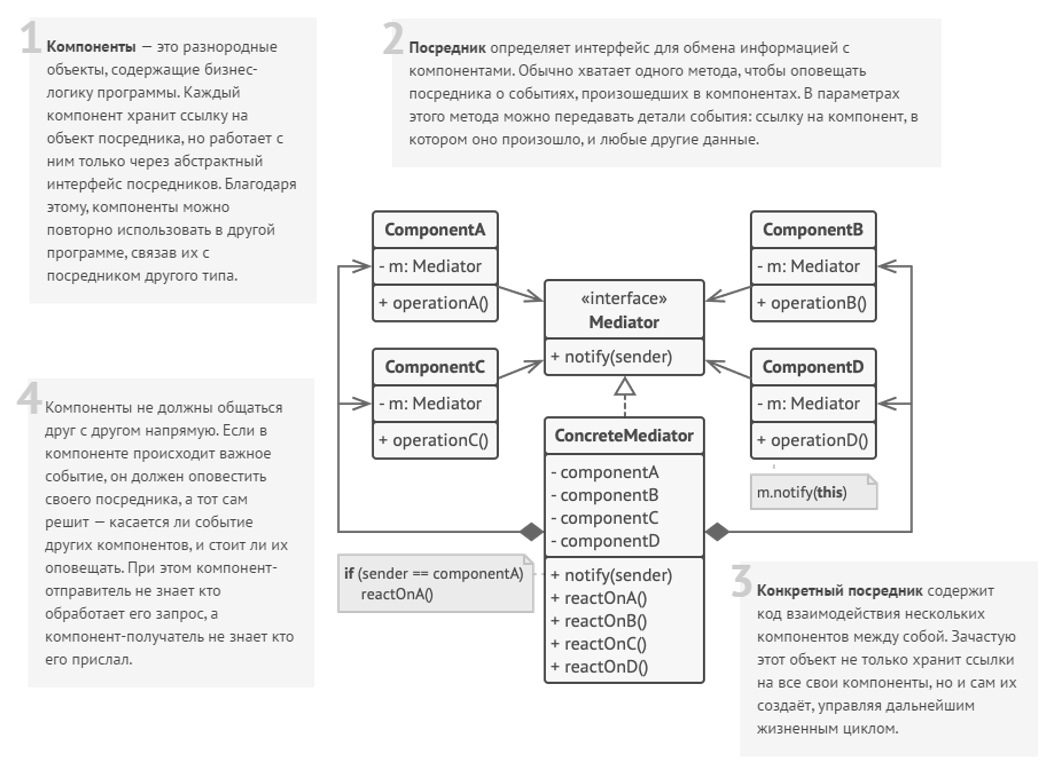 1
Компоненты — это разнородные
объекты, содержащие бизнес-
логику программы. Каждый
компонент хранит ссылку на
объект посредника, но работает с
ним только через абстрактный
интерфейс посредников. Благодаря
этому, компоненты можно
повторно использовать в другой
программе, связав их с
посредником другого типа.
2
Посредник определяет интерфейс для обмена информацией с
компонентами. Обычно хватает одного метода, чтобы оповещать
посредника о событиях, произошедших в компонентах. В параметрах
этого метода можно передавать детали события: ссылку на компонент, в
котором оно произошло, и любые другие данные.
ComponentA
- m: Mediator
+ operationA()
«interface»
Mediator
+ notify(sender)
ComponentB
- m: Mediator
+ operationB()
ComponentC
- m: Mediator
+ operationC()
ComponentD
- m: Mediator
+ operationD()
m.notify(this)
ConcreteMediator
- componentA
- componentB
- componentC
- componentD
+ notify(sender)
+ reactOnA()
+ reactOnB()
+ reactOnC()
+ reactOnD()
if (sender == componentA)
reactOnA()
4
Компоненты не должны общаться
друг с другом напрямую. Если в
компоненте происходит важное
событие, он должен оповестить
своего посредника, а тот сам
решит — касается ли событие
других компонентов, и стоит ли их
оповещать. При этом компонент-
отправитель не знает кто
обработает его запрос, а
компонент-получатель не знает кто
его прислал.
3
Конкретный посредник содержит
код взаимодействия нескольких
компонентов между собой. Зачастую
этот объект не только хранит ссылки
на все свои компоненты, но и сам их
создаёт, управляя дальнейшим
жизненным циклом.